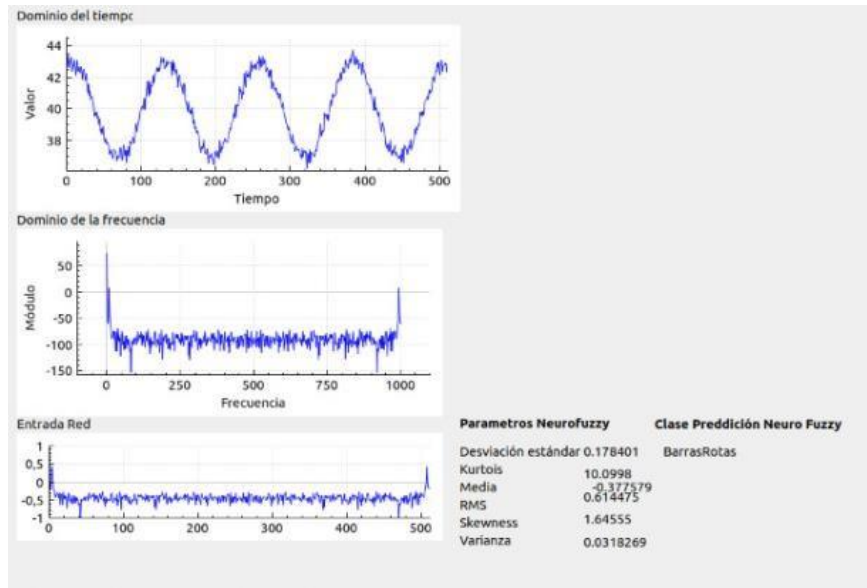 Dominio del tiempo
44
42
40
38
Valor
0 100 200 300 400 500
Tiempo
Dominio de la frecuencia
50
0
-50
-100
-150
Módulo
0 250 500 750 1000
Frecuencia
Entrada Red
1
0,5
0
-0,5
-1
0 100 200 300 400 500
Parametros Neurofuzzy
Desviación estándar 0.178401
Kurtois 10.0998
Media -0.377579
RMS 0.614475
Skewness 1.64555
Varianza 0.0318269
Clase Preddición Neuro Fuzzy
BarrasRotas